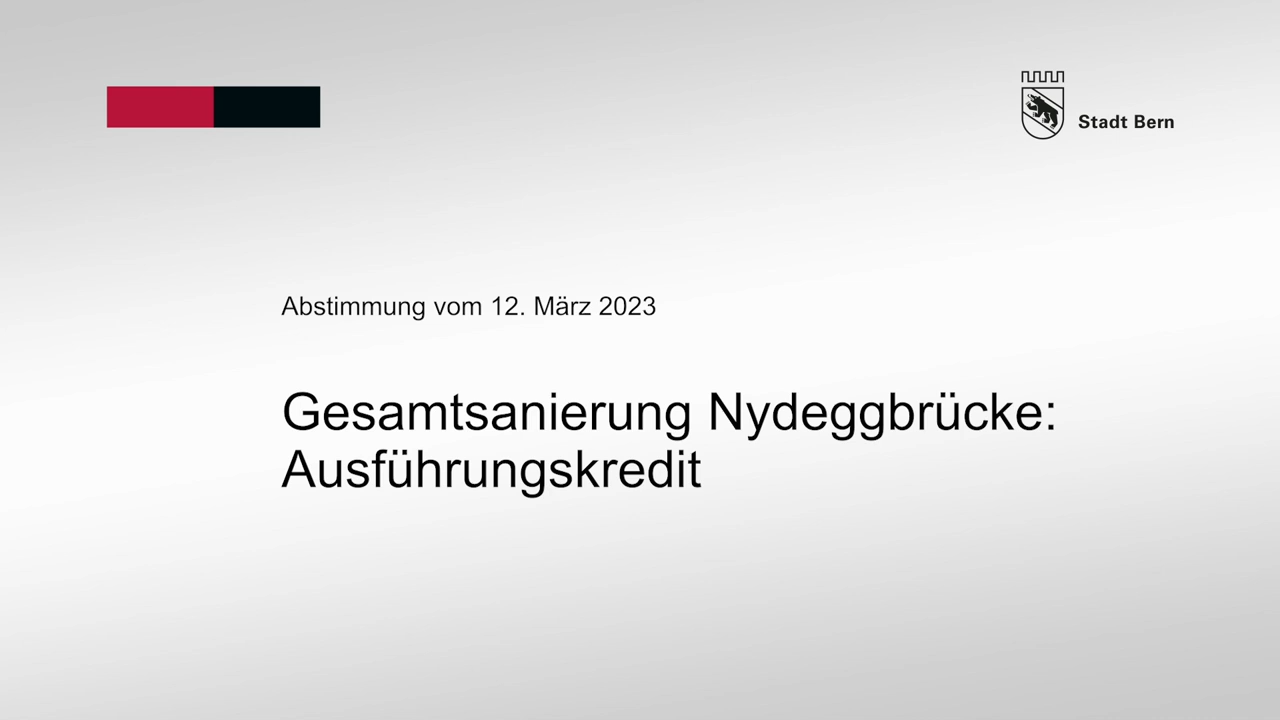 Stadt Bern
Abstimmung vom 12. März 2023
Gesamtsanierung Nydeggbrücke:
Ausführungskredit